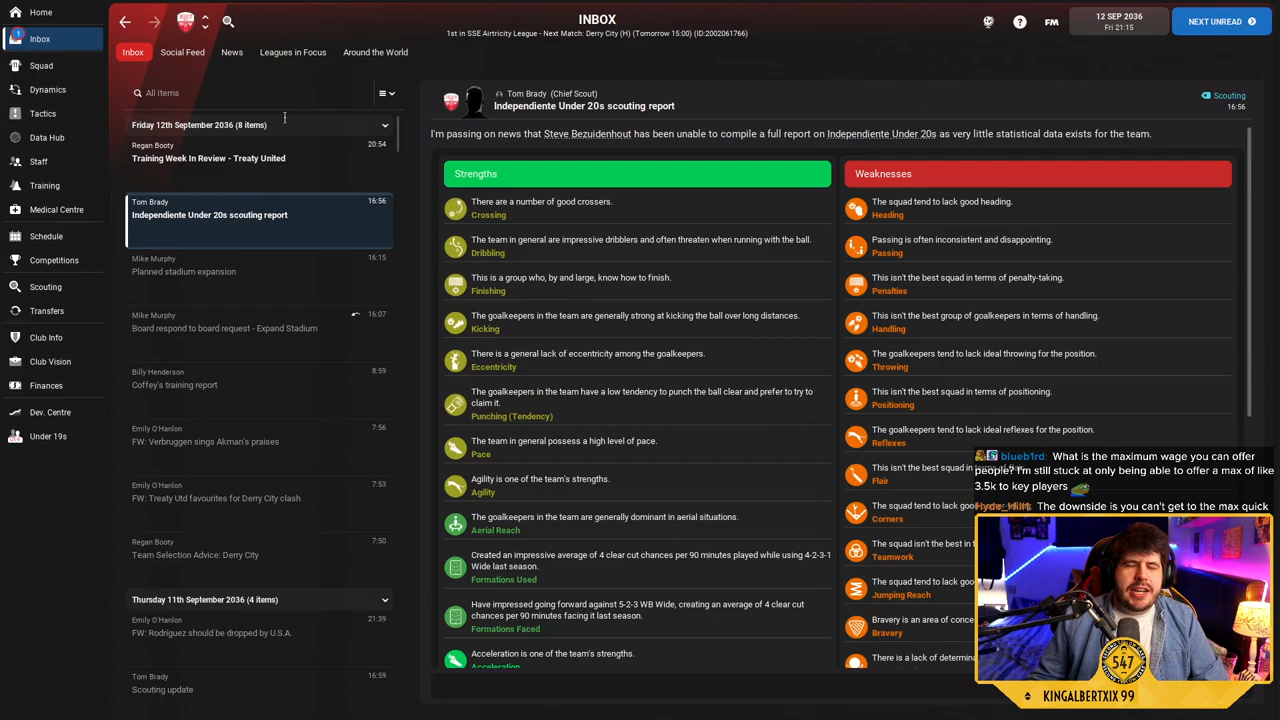 Home
1
Inbox
Squad
Dynamics
Tactics
Data Hub
Staff
Training
Medical Centre
Schedule
Competitions
Scouting
Transfers
Club Info
Club Vision
Finances
Dev. Centre
Under 19s
INBOX
1st in SSE Airtricity League - Next Match: Derry City (H) (Tomorrow 15:00) (ID:2002061766)
?
FM
12 SEP 2036
Fri 21:15
NEXT UNREAD
Inbox
Social Feed
News
Leagues in Focus
Around the World
All Items
Friday 12th September 2036 (8 items)
Regan Booty
20:54
Training Week In Review - Treaty United
Tom Brady
16:56
Independiente Under 20s scouting report
Mike Murphy
16:15
Planned stadium expansion
Mike Murphy
16:07
Board respond to board request - Expand Stadium
Billy Henderson
8:59
Coffey's training report
Emily O'Hanlon
7:56
FW: Verbruggen sings Akman's praises
Emily O'Hanlon
7:53
FW: Treaty Utd favourites for Derry City clash
Regan Booty
7:50
Team Selection Advice: Derry City
Thursday 11th September 2036 (4 items)
Emily O'Hanlon
21:39
FW: Rodríguez should be dropped by U.S.A.
Tom Brady
16:59
Scouting update
Tom Brady (Chief Scout)
Independiente Under 20s scouting report
Scouting
16:56
I'm passing on news that Steve Bezuidenhout has been unable to compile a full report on Independiente Under 20s as very little statistical data exists for the team.
Strengths
There are a number of good crossers.
Crossing
The team in general are impressive dribblers and often threaten when running with the ball.
Dribbling
This is a group who, by and large, know how to finish.
Finishing
The goalkeepers in the team are generally strong at kicking the ball over long distances.
Kicking
There is a general lack of eccentricity among the goalkeepers.
Eccentricity
The goalkeepers in the team have a low tendency to punch the ball clear and prefer to try to
claim it.
Punching (Tendency)
The team in general possess a high level of pace.
Pace
Agility is one of the team's strengths.
Agility
The goalkeepers in the team are generally dominant in aerial situations.
Aerial Reach
Created an impressive average of 4 clear cut chances per 90 minutes played while using 4-2-3-1
Wide last season.
Formations Used
Have impressed going forward against 5-2-3 WB Wide, creating an average of 4 clear cut
chances per 90 minutes facing it last season.
Formations Faced
Acceleration is one of the team's strengths.
Acceleration
Weaknesses
The squad tend to lack good heading.
Heading
Passing is often inconsistent and disappointing.
Passing
This isn't the best squad in terms of penalty-taking.
Penalties
This isn't the best group of goalkeepers in terms of handling.
Handling
The goalkeepers tend to lack ideal throwing for the position.
Throwing
This isn't the best squad in terms of positioning.
Positioning
The goalkeepers tend to lack ideal reflexes for the position.
Reflexes
This isn't the best squad in
Flair
The squad tend to lack goo
Corners
The squad isn't the best in t
Teamwork
The squad tend to lack goo
Jumping Reach
Bravery is an area of conce
Bravery
There is a lack of determina
blueb1rd: What is the maximum wage you can offer
people? I'm still stuck at only being able to offer a max of like
3.5k to key players
The downside is you can't get to the max quick
547
KINGALBERTXIX 99